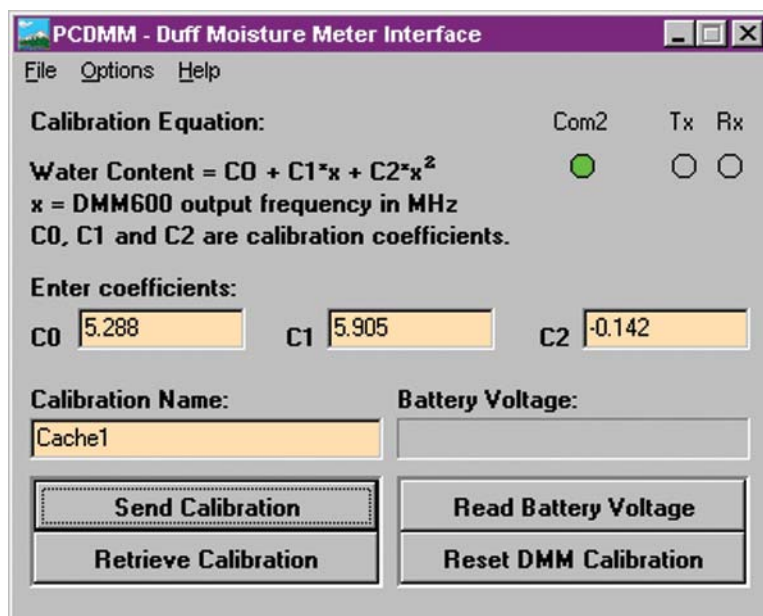 PCDMM - Duff Moisture Meter Interface
File Options Help
Calibration Equation: Com2 Tx Rx
Water Content = C0 + C1*x + C2*x²
x = DMM600 output frequency in MHz
C0, C1 and C2 are calibration coefficients.
Enter coefficients:
C0 5.288 C1 5.905 C2 -0.142
Calibration Name: Battery Voltage:
Cache1
Send Calibration Read Battery Voltage
Retrieve Calibration Reset DMM Calibration